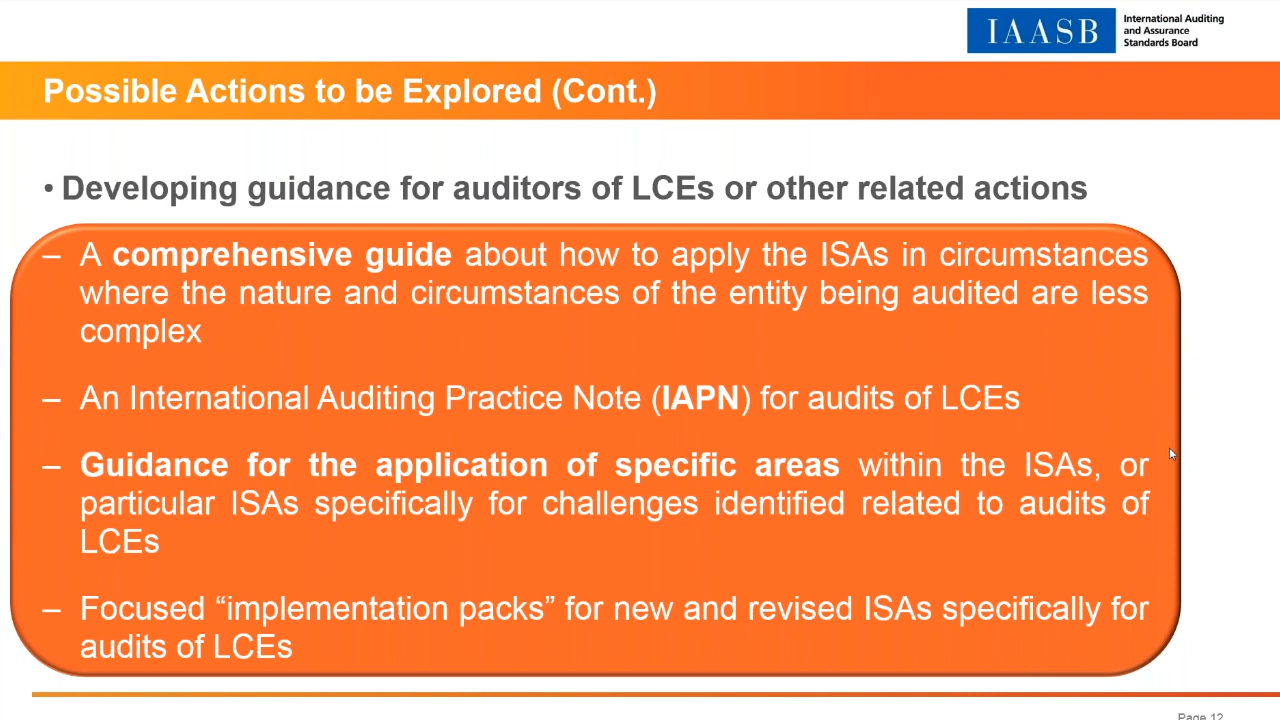 IAASB
International Auditing
and Assurance
Standards Board
Possible Actions to be Explored (Cont.)
• Developing guidance for auditors of LCEs or other related actions
– A comprehensive guide about how to apply the ISAs in circumstances
where the nature and circumstances of the entity being audited are less
complex
– An International Auditing Practice Note (IAPN) for audits of LCEs
– Guidance for the application of specific areas within the ISAs, or
particular ISAs specifically for challenges identified related to audits of
LCEs
– Focused “implementation packs” for new and revised ISAs specifically for
audits of LCEs
Page 12